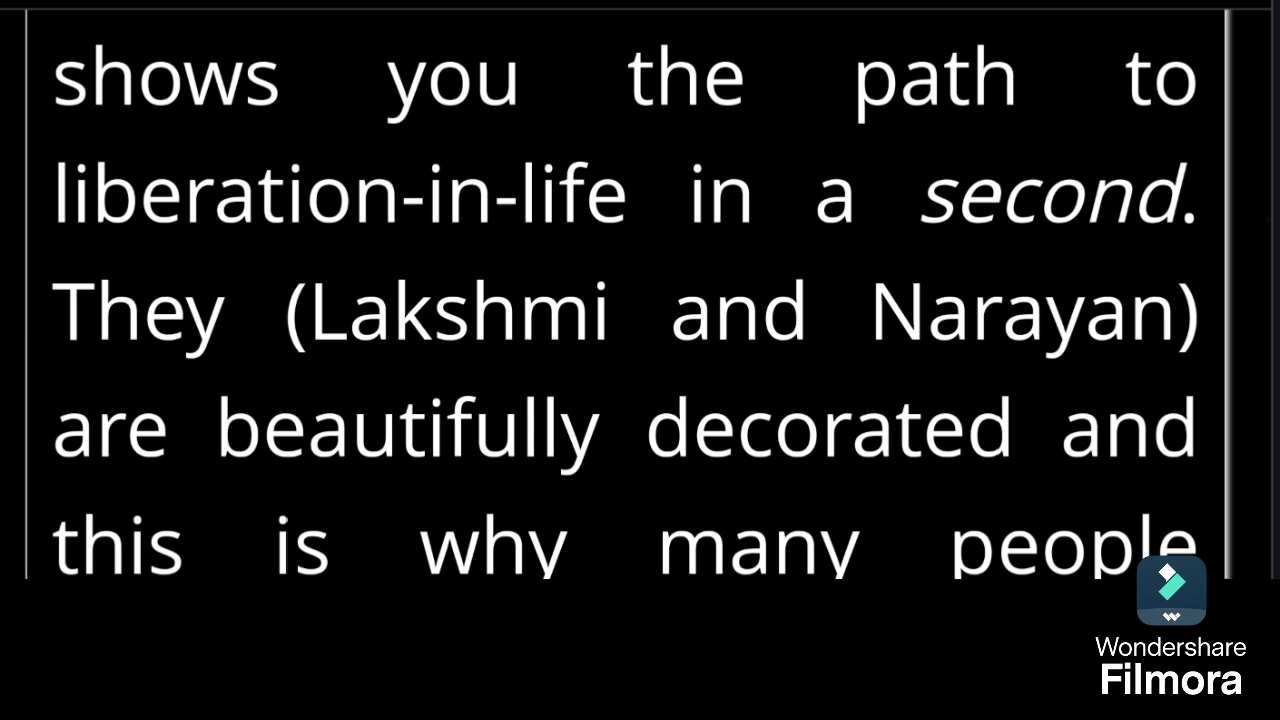 shows you the path to
liberation-in-life in a second.
They (Lakshmi and Narayan)
are beautifully decorated and
this is why many people
Wondershare
Filmora